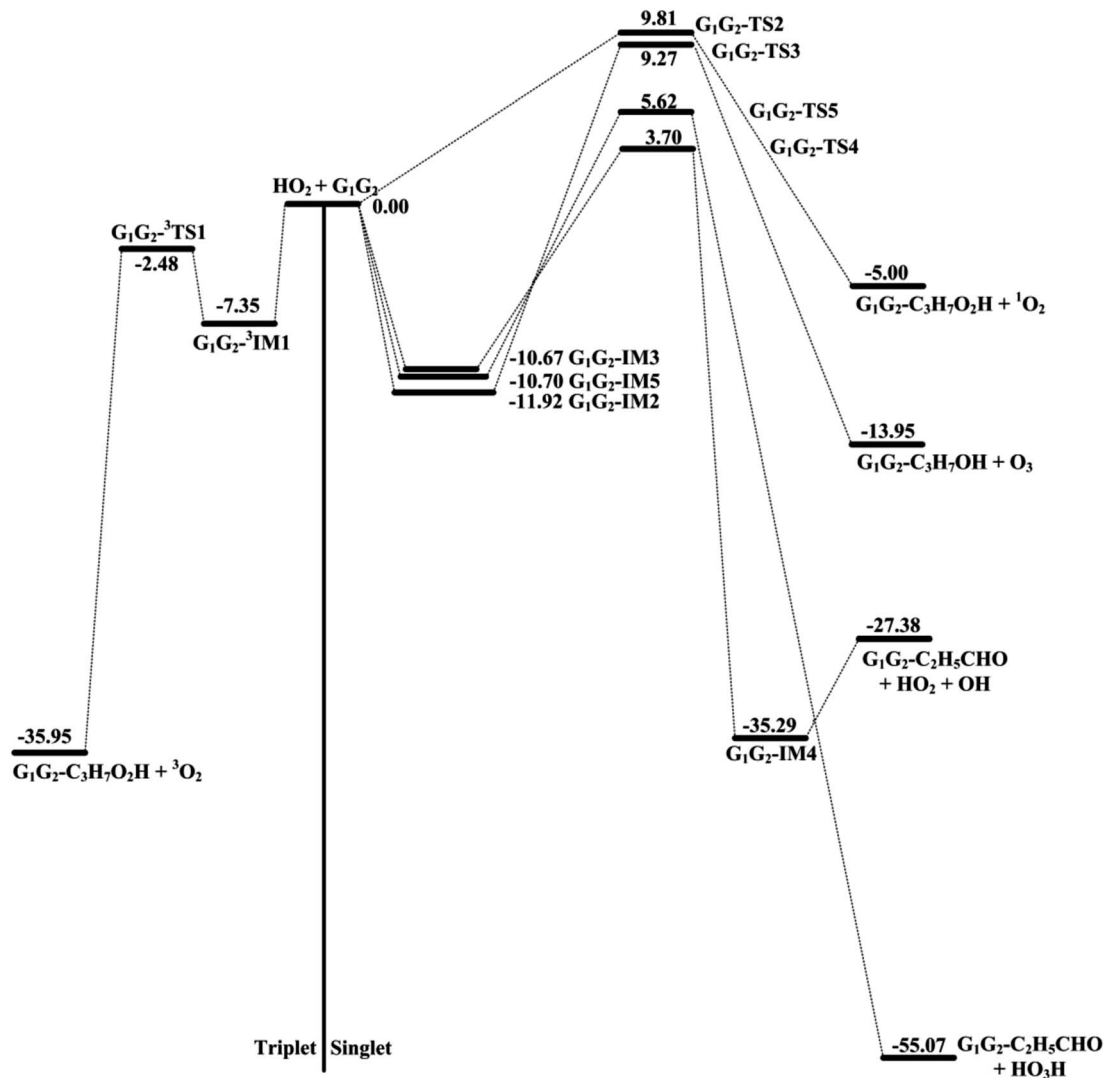 9.81 G₁G₂-TS2
G₁G₂-TS3
9.27
5.62
G₁G₂-TS5
3.70
G₁G₂-TS4
HO₂ + G₁G₂
0.00
G₁G₂-³TS1
-2.48
-7.35
G₁G₂-³IM1
-5.00
G₁G₂-C₃H₇O₂H + ¹O₂
-10.67 G₁G₂-IM3
-10.70 G₁G₂-IM5
-11.92 G₁G₂-IM2
-13.95
G₁G₂-C₃H₇OH + O₃
-27.38
G₁G₂-C₂H₅CHO
+ HO₂ + OH
-35.29
G₁G₂-IM4
-35.95
G₁G₂-C₃H₇O₂H + ³O₂
Triplet Singlet
-55.07 G₁G₂-C₂H₅CHO
+ HO₃H